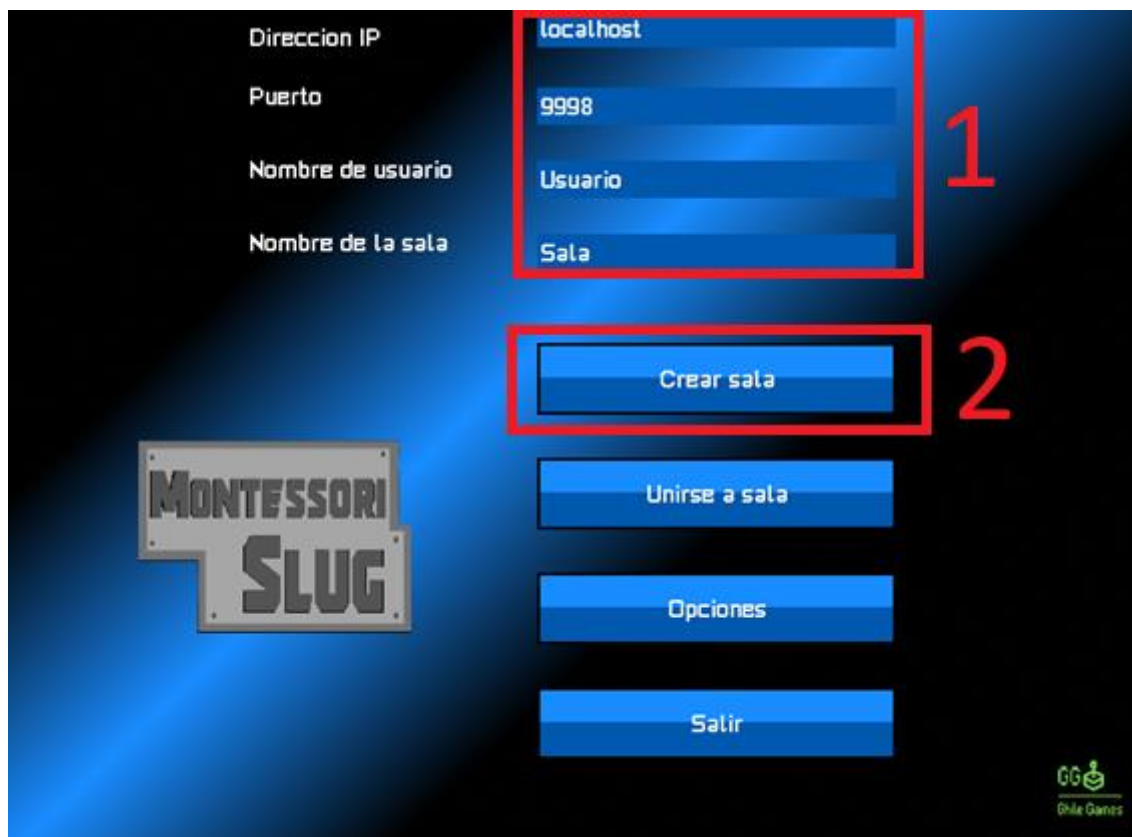 Direccion IP
localhost
Puerto
9998
1
Nombre de usuario
Usuario
Nombre de la sala
Sala
Crear sala
2
Unirse a sala
MONTESSORI
SLUG
Opciones
Salir
GG
Ghile Games